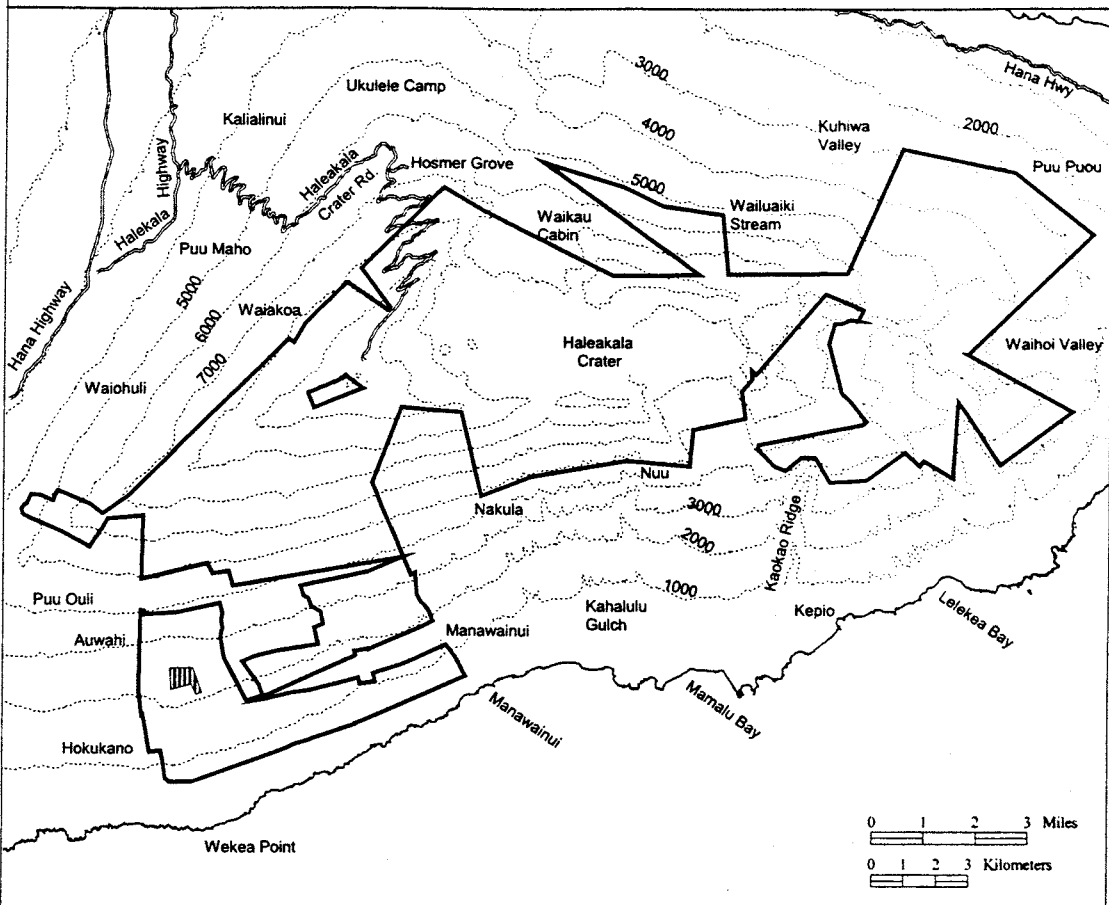 3000
Hana Hwy
Ukulele Camp
Kalialinui
4000
Kuhiwa
Valley
2000
Highway
Haleakala
Crater Rd.
Hosmer Grove
Puu Puou
5000
Waikau
Cabin
Wailuaiki
Stream
Halekala
Puu Maho
5000
Waiakoa
6000
Hana Highway
7000
Haleakala
Crater
Waihoi Valley
Waiohuli
Nuu
Nakula
3000
Kaokao Ridge
2000
1000
Puu Ouli
Kahalulu
Gulch
Kepio
Lelekea Bay
Auwahi
Manawainui
Manawainui
Mamalu Bay
Hokukano
0 1 2 3 Miles
Wekea Point
0 1 2 3 Kilometers